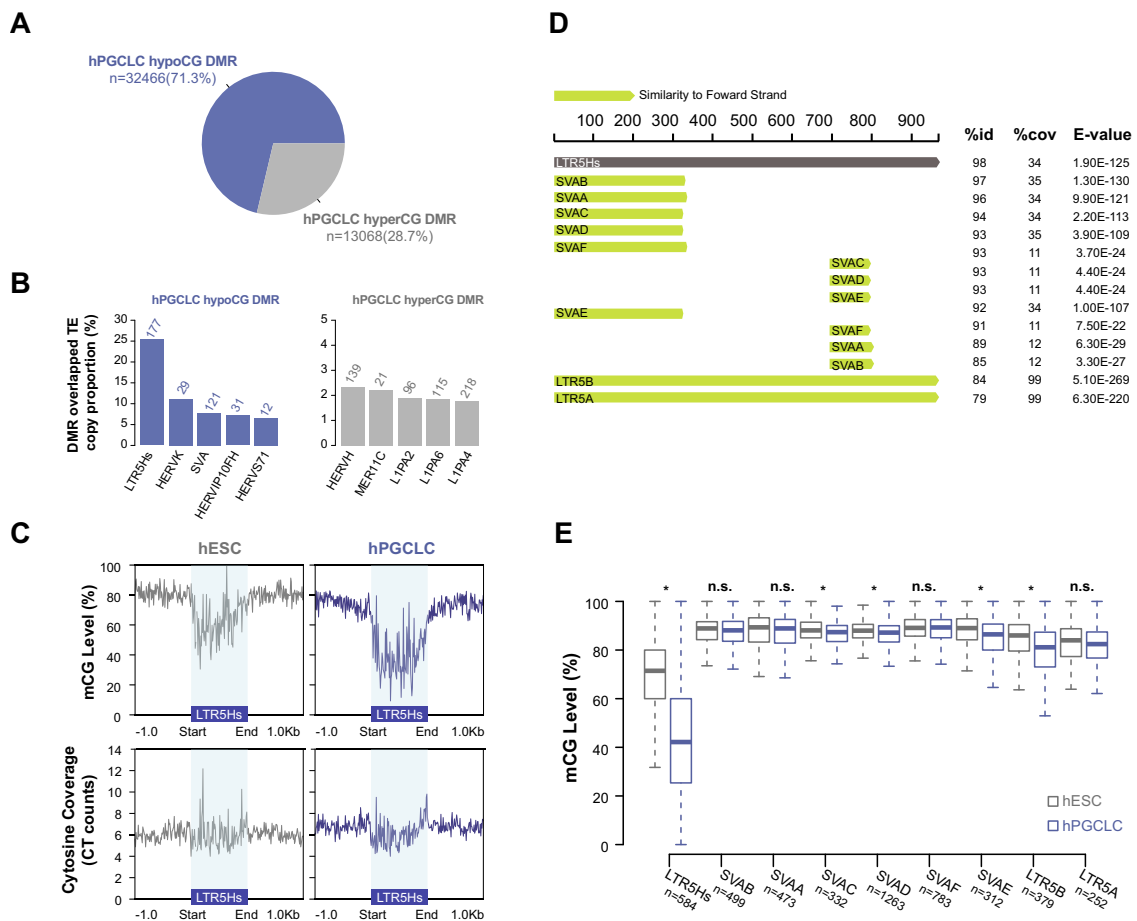 A
hPGCLC hypoCG DMR
n=32466(71.3%)
hPGCLC hyperCG DMR
n=13068(28.7%)
B
hPGCLC hypoCG DMR
hPGCLC hyperCG DMR
DMR overlapped TE
copy proportion (%)
30
25
20
15
10
5
0
177
29
121
31
12
LTR5Hs
HERVK
SVA
HERVIP10FH
HERVS71
5
4
3
2
1
0
139
21
96
115
218
HERVH
MER11C
L1PA2
L1PA6
L1PA4
C
hESC
hPGCLC
mCG Level (%)
100
80
60
40
20
0
LTR5Hs
LTR5Hs
-1.0 Start End 1.0Kb
-1.0 Start End 1.0Kb
Cytosine Coverage
(CT counts)
14
12
10
8
6
4
2
0
LTR5Hs
LTR5Hs
-1.0 Start End 1.0Kb
-1.0 Start End 1.0Kb
D
Similarity to Foward Strand
100 200 300 400 500 600 700 800 900
%id %cov E-value
LTR5Hs 98 34 1.90E-125
SVAB 97 35 1.30E-130
SVAA 96 34 9.90E-121
SVAC 94 34 2.20E-113
SVAD 93 35 3.90E-109
SVAF 93 11 3.70E-24
SVAC 93 11 4.40E-24
SVAD 93 11 4.40E-24
SVAE 92 34 1.00E-107
SVAE 91 11 7.50E-22
SVAF 89 12 6.30E-29
SVAA 85 12 3.30E-27
SVAB 84 99 5.10E-269
LTR5B 79 99 6.30E-220
LTR5A
E
mCG Level (%)
100
80
60
40
20
0
* n.s. n.s. * * n.s. * * n.s.
hESC
hPGCLC
LTR5Hs
n=584
SVAB
n=499
SVAA
n=473
SVAC
n=332
SVAD
n=1263
SVAF
n=783
SVAE
n=312
LTR5B
n=379
LTR5A
n=252